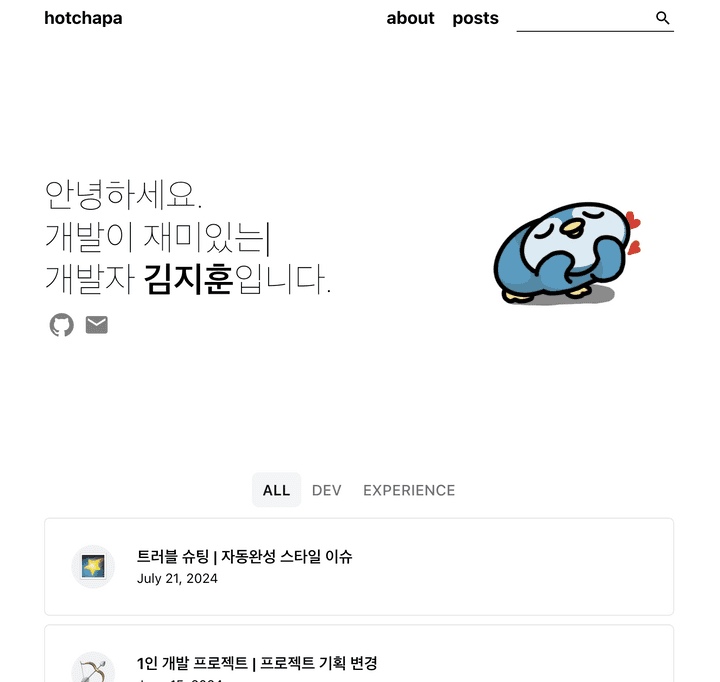 hotchapa
about posts
안녕하세요.
개발이 재미있는
개발자 김지훈입니다.
ALL DEV EXPERIENCE
트러블 슈팅 | 자동완성 스타일 이슈
July 21, 2024
1인 개발 프로젝트 | 프로젝트 기획 변경